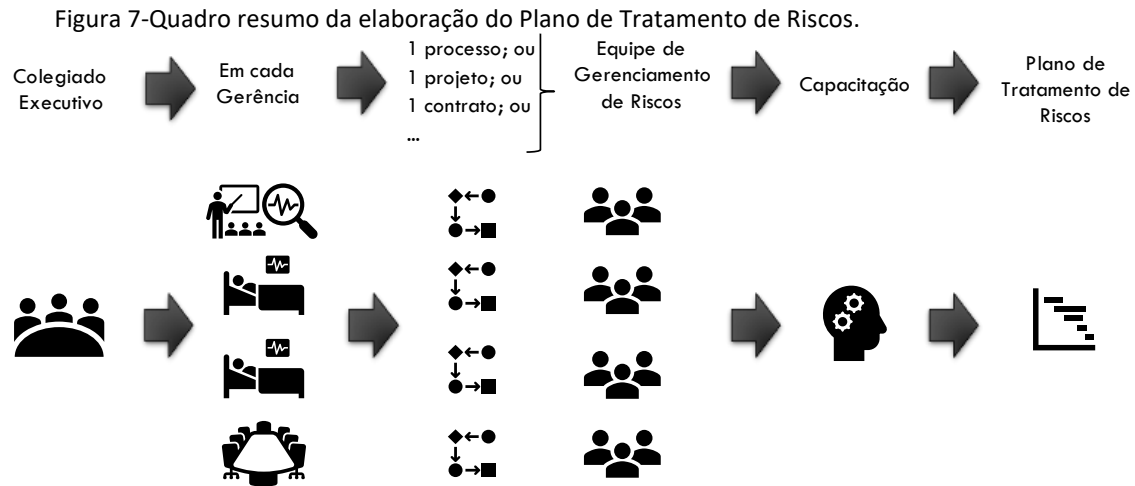 Figura 7-Quadro resumo da elaboração do Plano de Tratamento de Riscos.
Colegiado
Executivo
Em cada
Gerência
1 processo; ou
1 projeto; ou
1 contrato; ou
...
Equipe de
Gerenciamento
de Riscos
Capacitação
Plano de
Tratamento de
Riscos